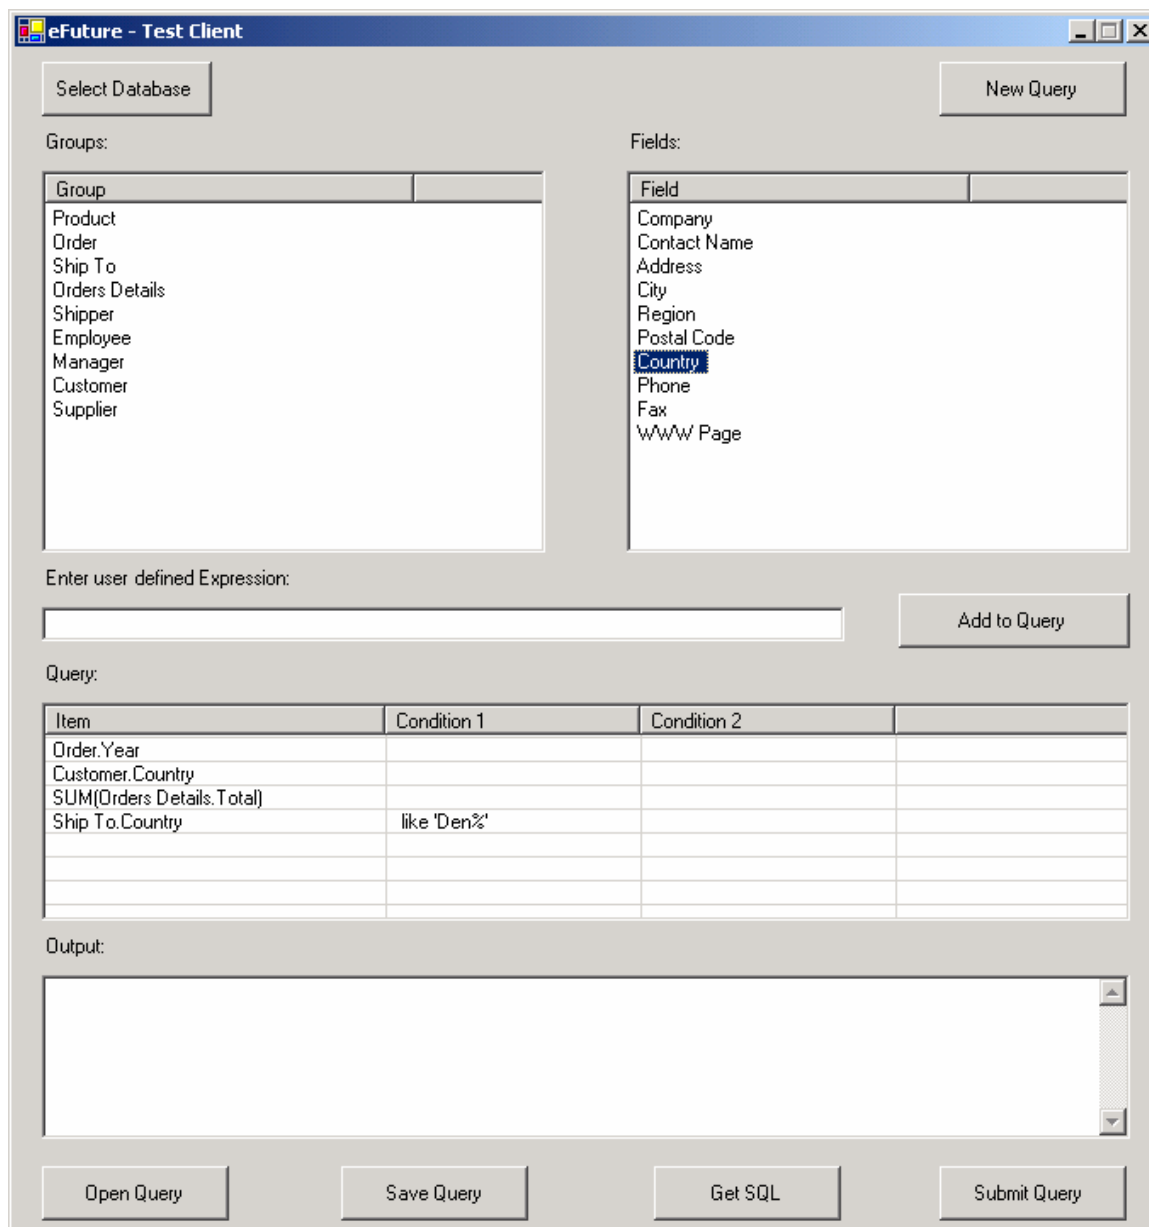 eFuture - Test Client
Select Database
New Query
Groups:
Fields:
Group
Field
Product
Order
Ship To
Orders Details
Shipper
Employee
Manager
Customer
Supplier
Company
Contact Name
Address
City
Region
Postal Code
Country
Phone
Fax
WWW Page
Enter user defined Expression:
Add to Query
Query:
Item Condition 1 Condition 2
Order.Year
Customer.Country
SUM(Orders Details.Total)
Ship To.Country like 'Den%'
Output:
Open Query
Save Query
Get SQL
Submit Query